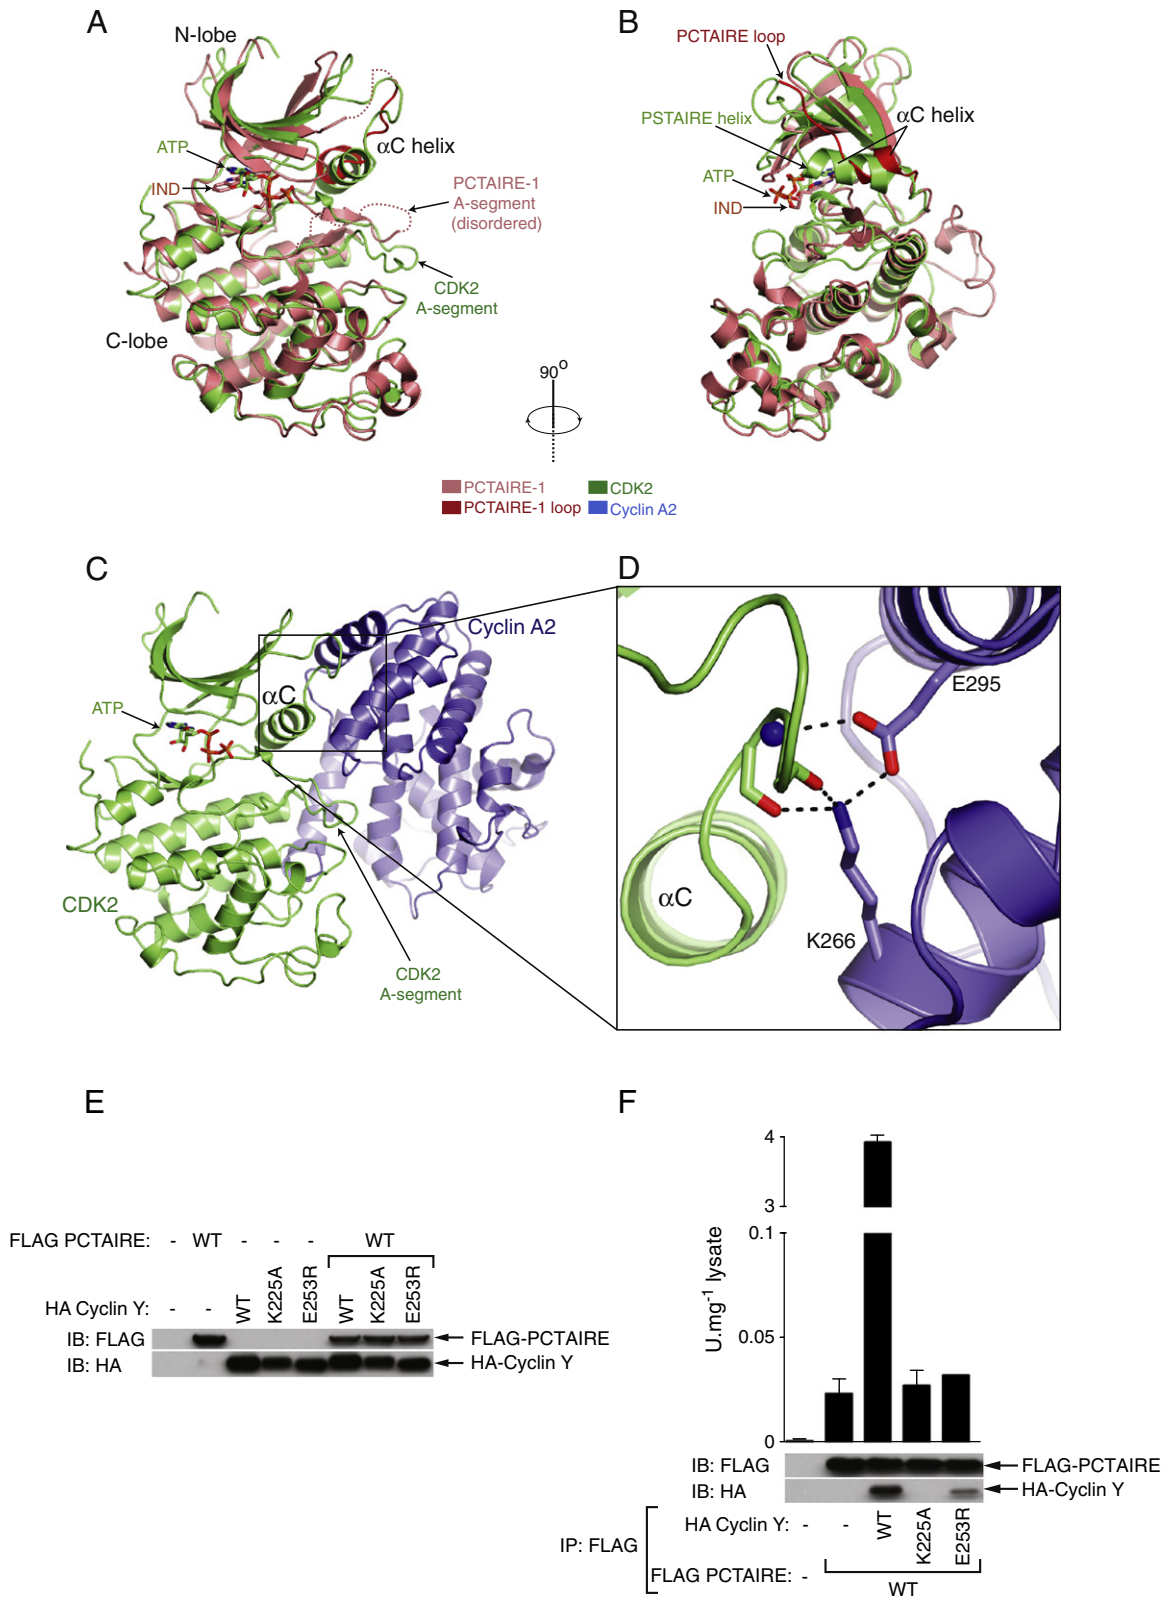 A
N-lobe
ATP
IND
αC helix
PCTAIRE-1
A-segment
(disordered)
CDK2
A-segment
C-lobe
B
PCTAIRE loop
PSTAIRE helix
αC helix
ATP
IND
90o
PCTAIRE-1
CDK2
PCTAIRE-1 loop
Cyclin A2
C
Cyclin A2
αC
ATP
CDK2
CDK2
A-segment
D
E295
αC
K266
E
FLAG PCTAIRE: - WT - - - WT
HA Cyclin Y: - - WT K225A E253R WT K225A E253R
IB: FLAG
FLAG-PCTAIRE
IB: HA
HA-Cyclin Y
F
4
3
0.1
0.05
0
U.mg-1 lysate
IB: FLAG
FLAG-PCTAIRE
IB: HA
HA-Cyclin Y
IP: FLAG
HA Cyclin Y: - - WT K225A E253R
FLAG PCTAIRE: - WT